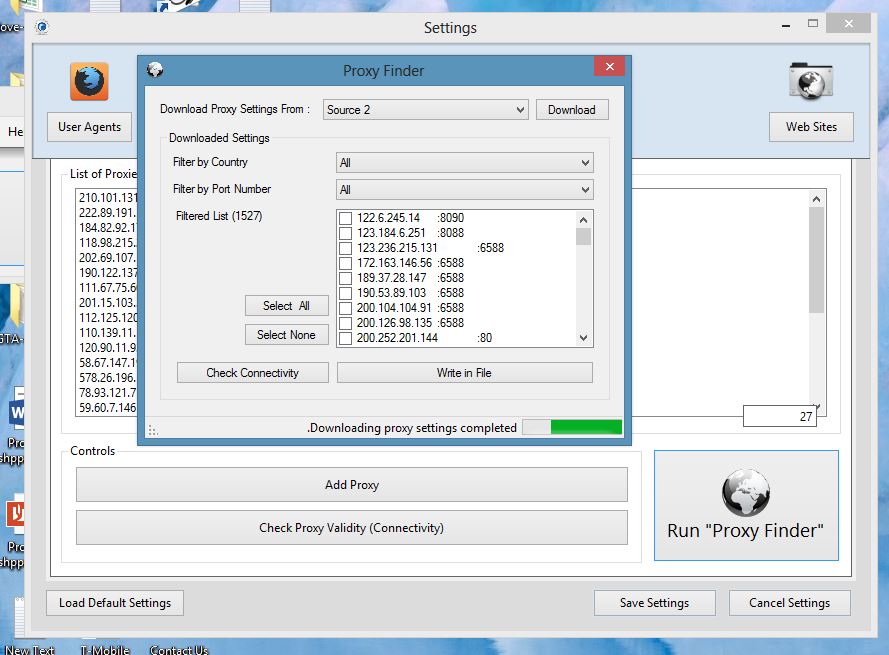 Settings
Proxy Finder
Download Proxy Settings From :
Source 2
Download
User Agents
Web Sites
He
Downloaded Settings
Filter by Country
All
Filter by Port Number
All
Filtered List (1527)
122.6.245.14 :8090
123.184.6.251 :8088
123.236.215.131 :6588
172.163.146.56 :6588
189.37.28.147 :6588
190.53.89.103 :6588
200.104.104.91 :6588
200.126.98.135 :6588
200.252.201.144 :80
Select All
Select None
Check Connectivity
Write in File
.Downloading proxy settings completed
List of Proxie
210.101.131
222.89.191.
184.82.92.1
118.98.215.
202.69.107.
190.122.137
111.67.75.6
201.15.103.
112.125.120
110.139.11.
120.90.11.9
58.67.147.1
578.26.196.
78.93.121.7
59.60.7.146
27
Controls
Add Proxy
Check Proxy Validity (Connectivity)
Run "Proxy Finder"
Load Default Settings
Save Settings
Cancel Settings
GTA-
Pro
shpp
Pro
shpp
New Text
T-Mobile
Contact Us